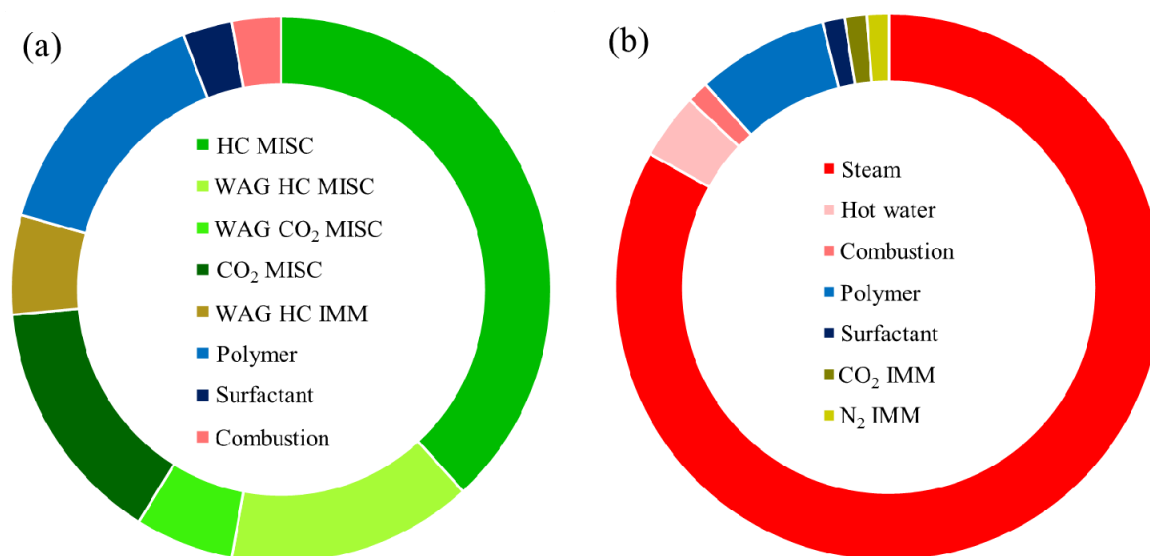 (a)
HC MISC
WAG HC MISC
WAG CO₂ MISC
CO₂ MISC
WAG HC IMM
Polymer
Surfactant
Combustion
(b)
Steam
Hot water
Combustion
Polymer
Surfactant
CO₂ IMM
N₂ IMM